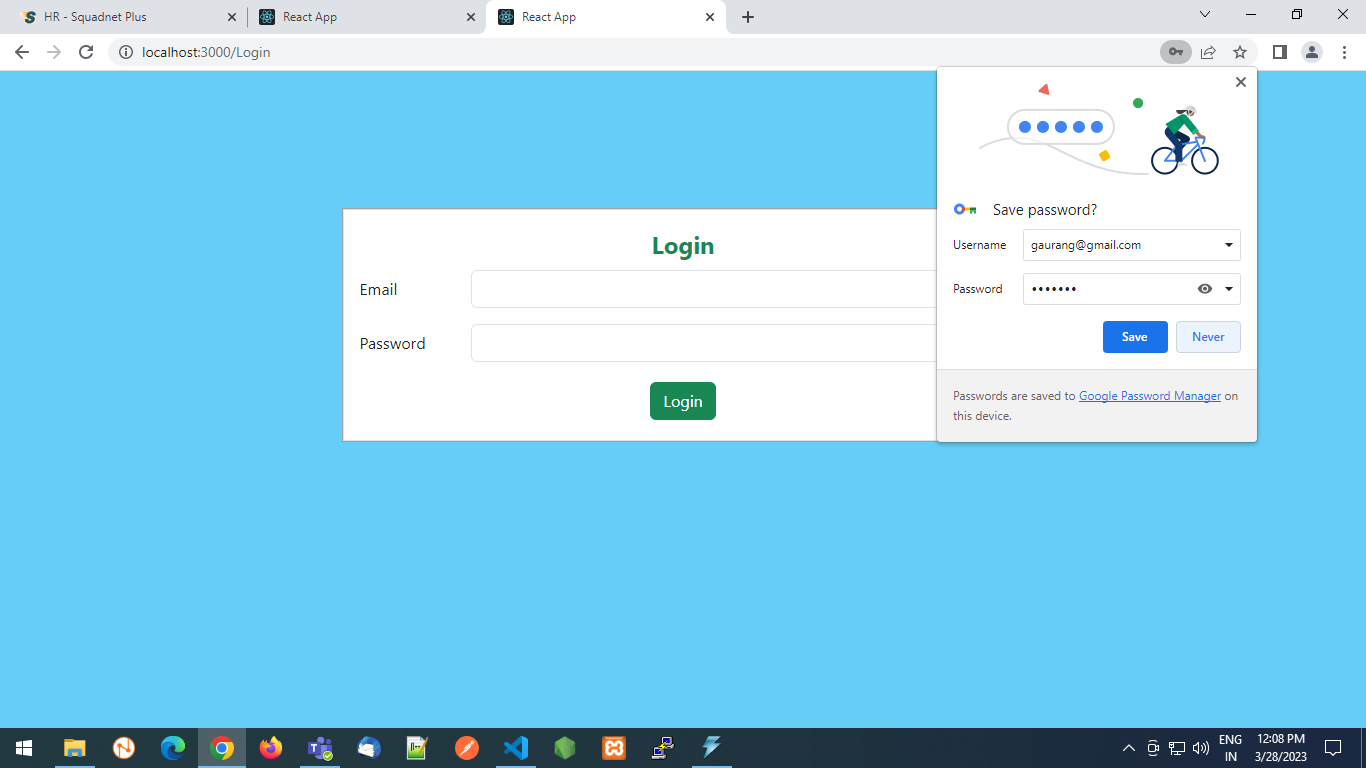 HR - Squadnet Plus
React App
React App
localhost:3000/Login
Save password?
Username gaurang@gmail.com
Password •••••••
Save Never
Passwords are saved to Google Password Manager on
this device.
Login
Email
Password
Login
ENG
IN
12:08 PM
3/28/2023